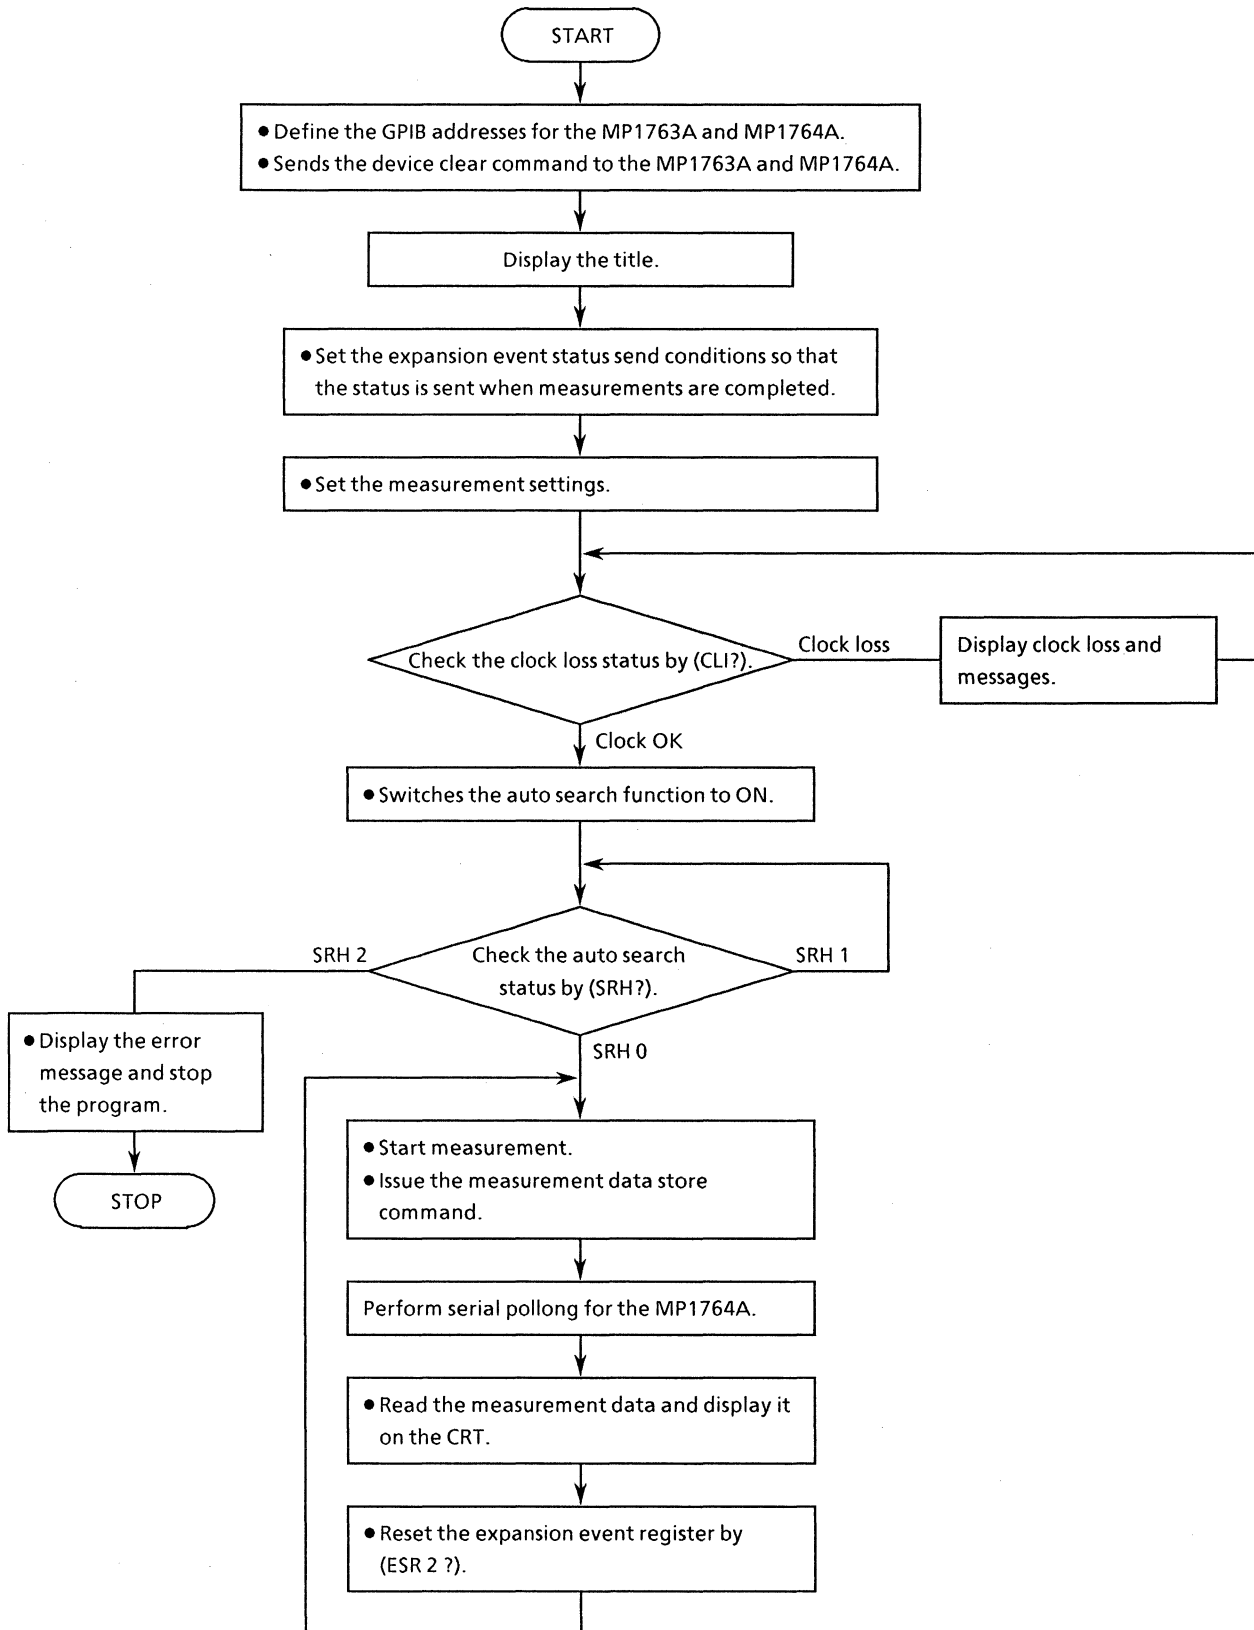 START
● Define the GPIB addresses for the MP1763A and MP1764A.
● Sends the device clear command to the MP1763A and MP1764A.
Display the title.
● Set the expansion event status send conditions so that
the status is sent when measurements are completed.
● Set the measurement settings.
Check the clock loss status by (CLI?).
Clock loss
Display clock loss and
messages.
Clock OK
● Switches the auto search function to ON.
SRH 2
Check the auto search
status by (SRH?).
SRH 1
● Display the error
message and stop
the program.
STOP
SRH 0
● Start measurement.
● Issue the measurement data store
command.
Perform serial pollong for the MP1764A.
● Read the measurement data and display it
on the CRT.
● Reset the expansion event register by
(ESR 2 ?).